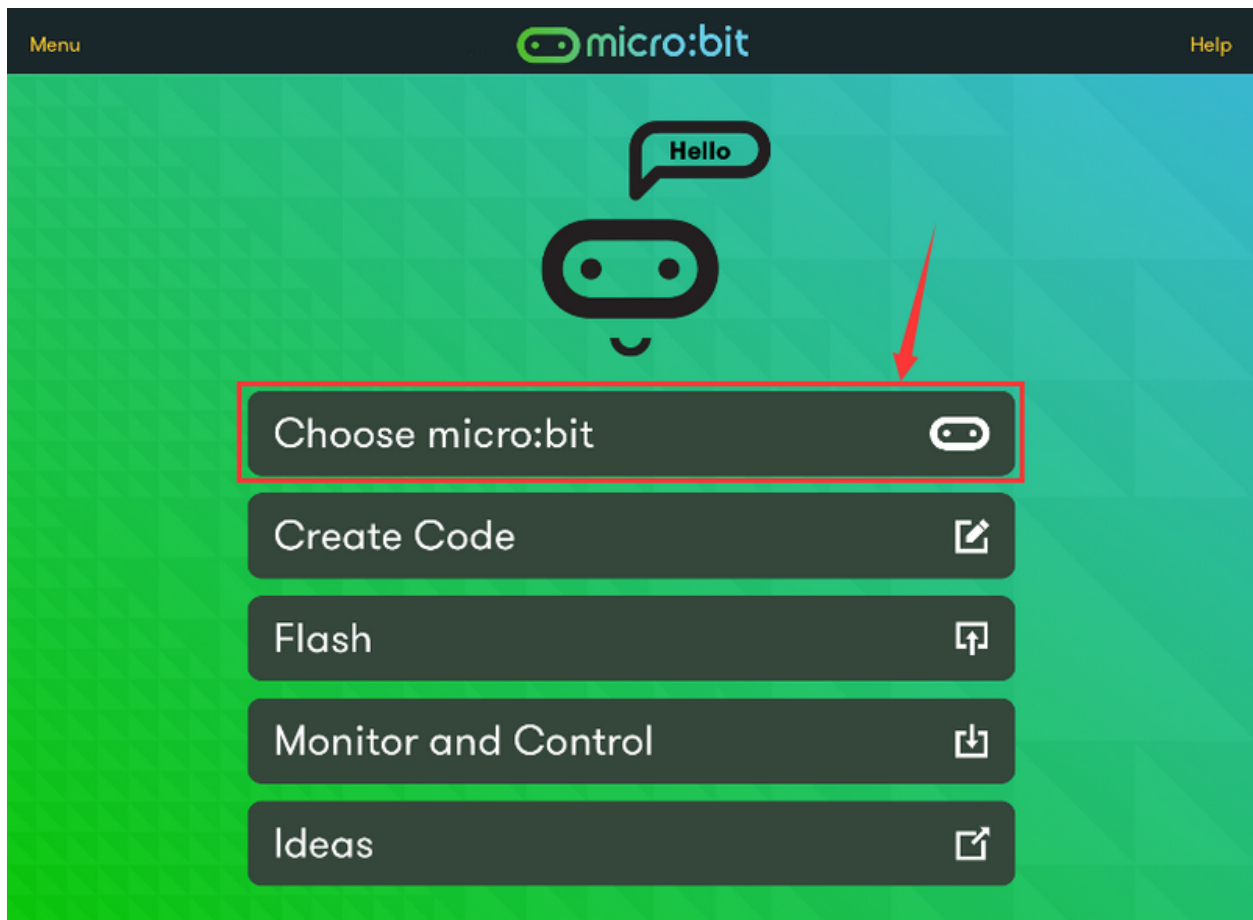 Menu
micro:bit
Help
Hello
Choose micro:bit
Create Code
Flash
Monitor and Control
Ideas